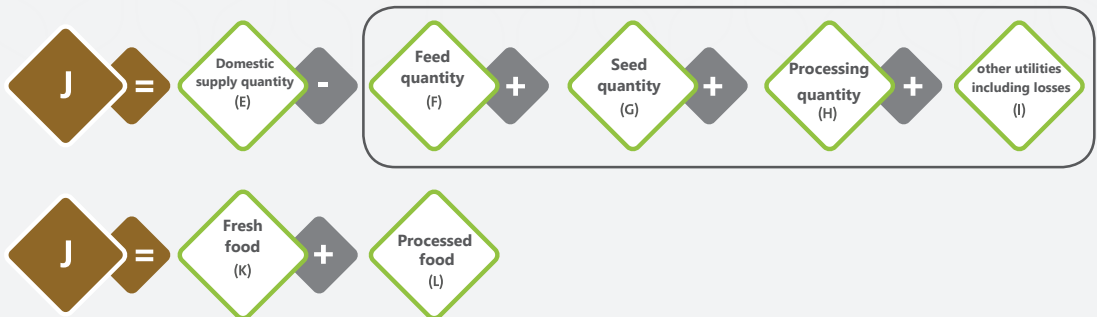 J = Domestic supply quantity (E) - Feed quantity (F) + Seed quantity (G) + Processing quantity (H) + other utilities including losses (I)
J = Fresh food (K) + Processed food (L)